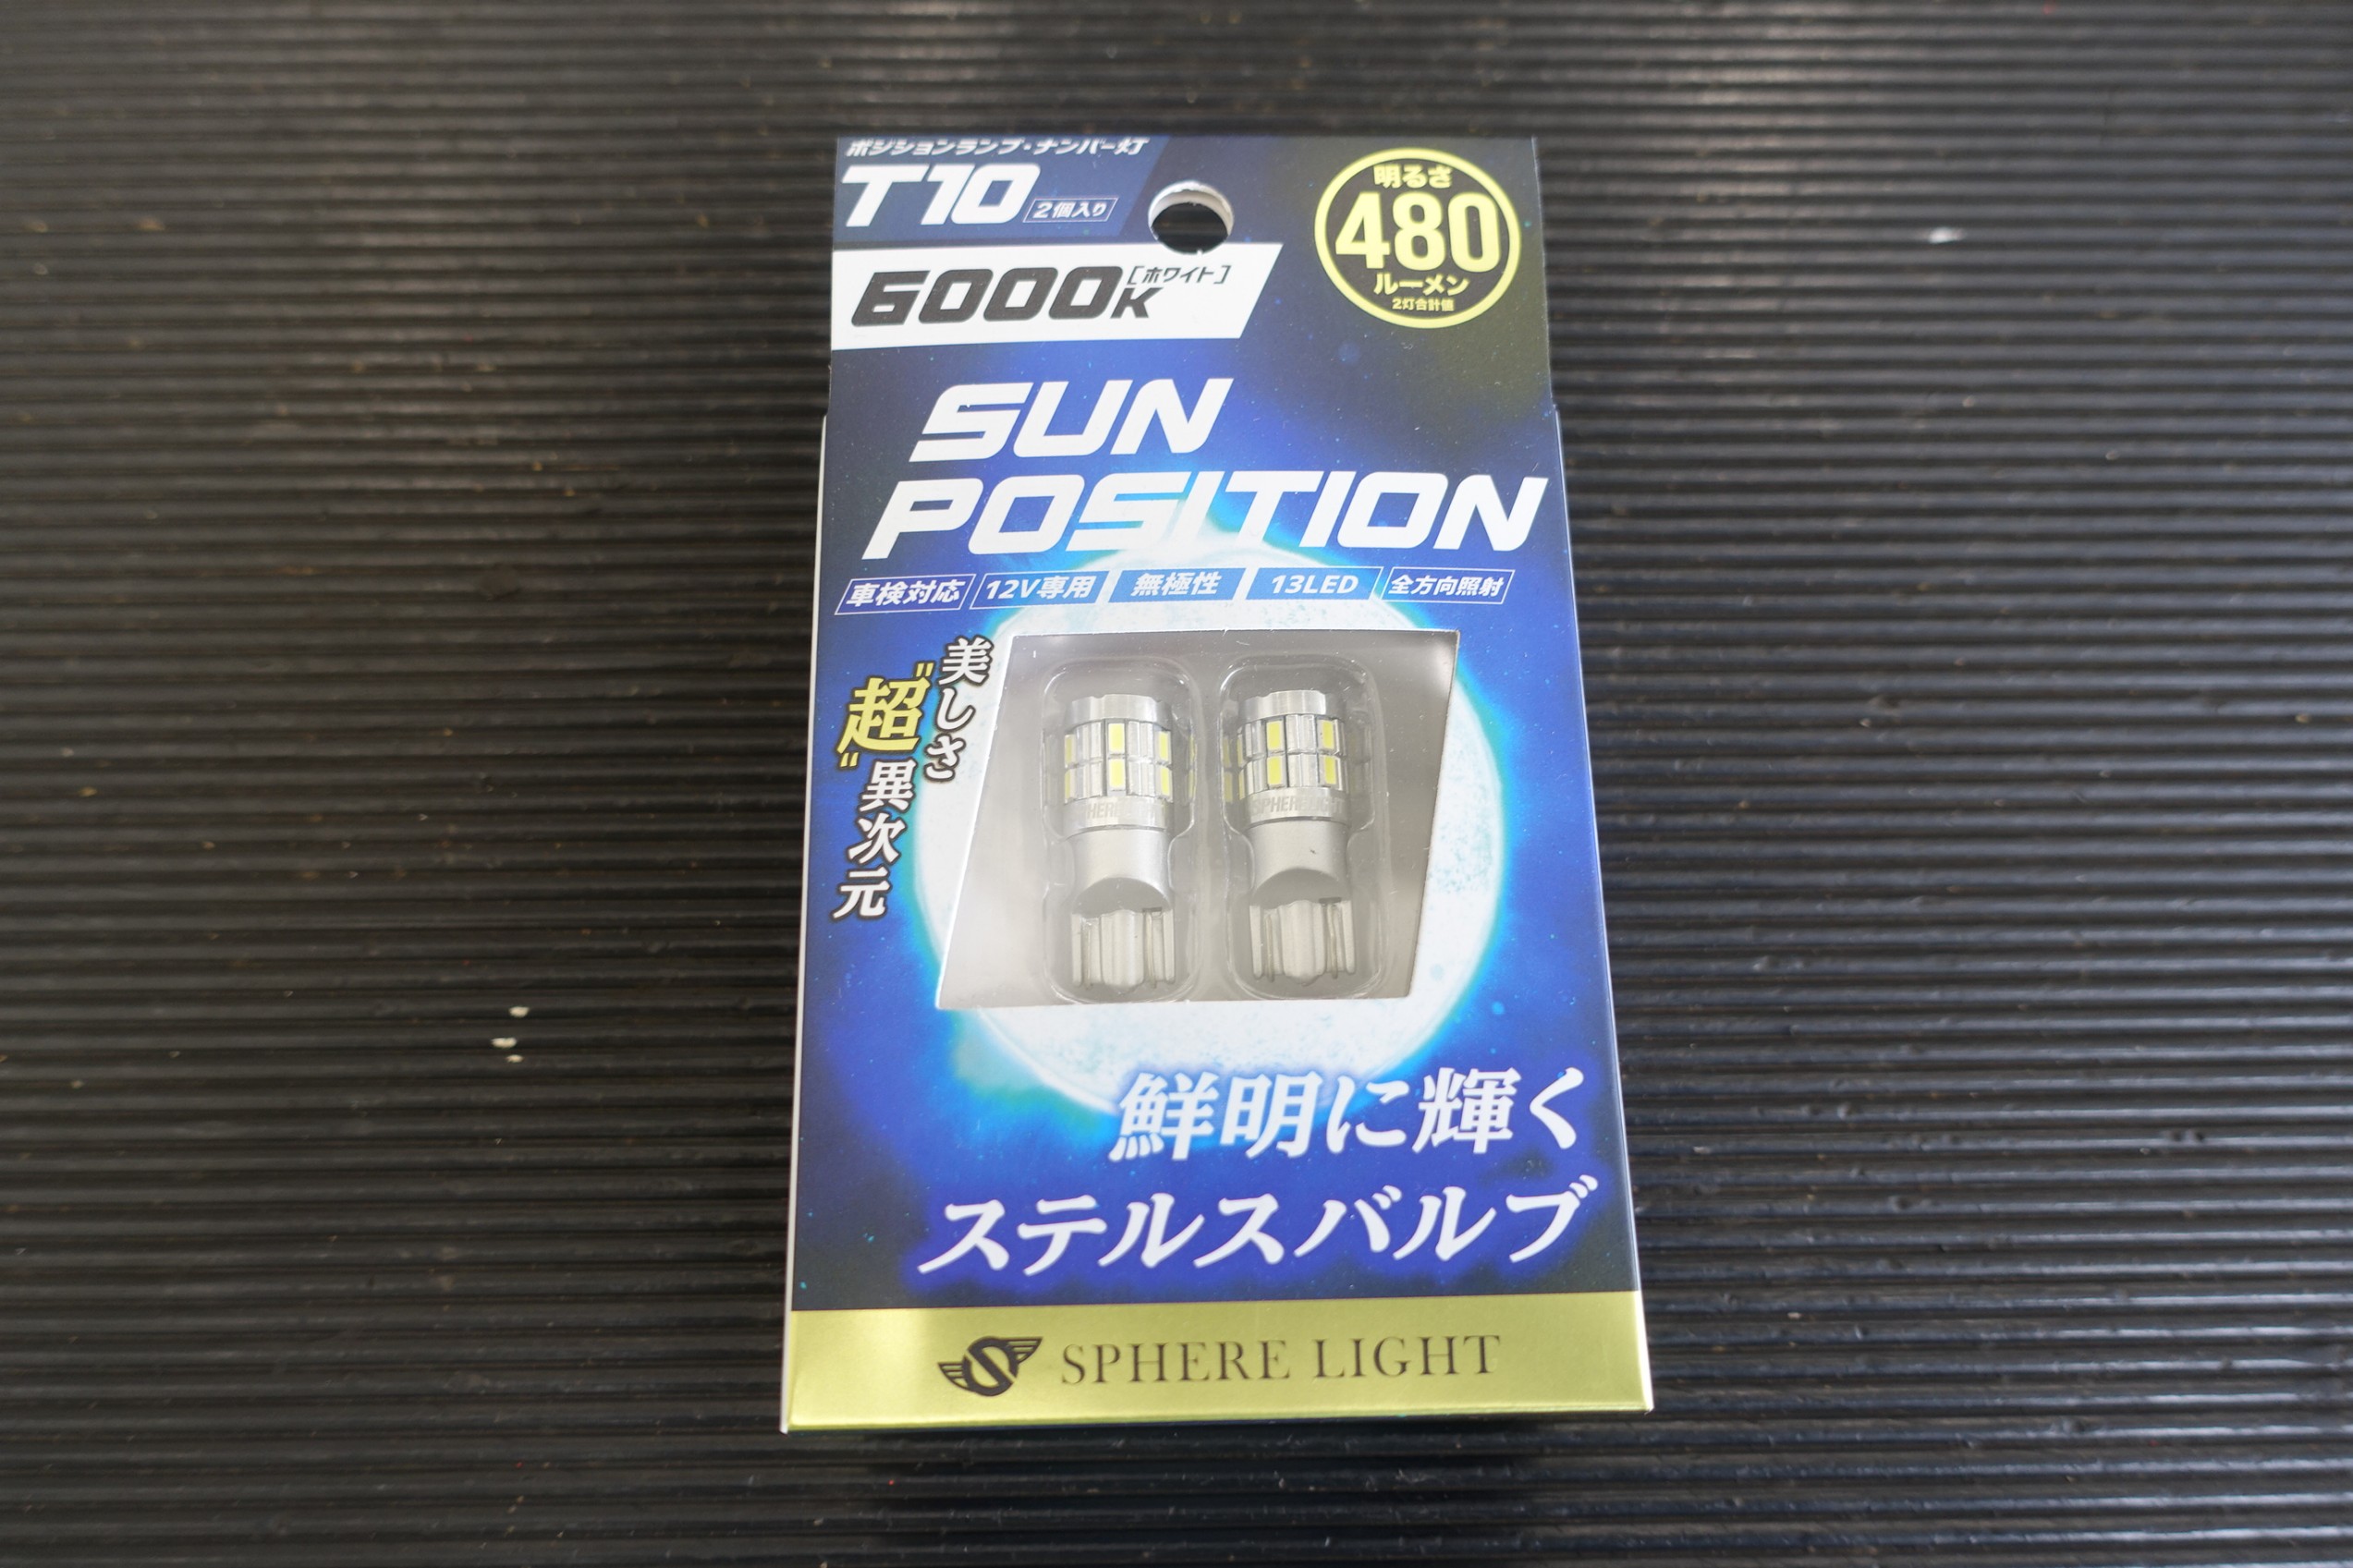 ポジションランプ・ナンバー灯
T10 2個入り
6000K [ホワイト]
明るさ
480
ルーメン
2灯合計値
SUN
POSITION
車検対応 12V専用 無極性 13LED 全方向照射
美しさ
"超"異次元
SPHERELIGHT
鮮明に輝く
ステルスバルブ
SPHERE LIGHT